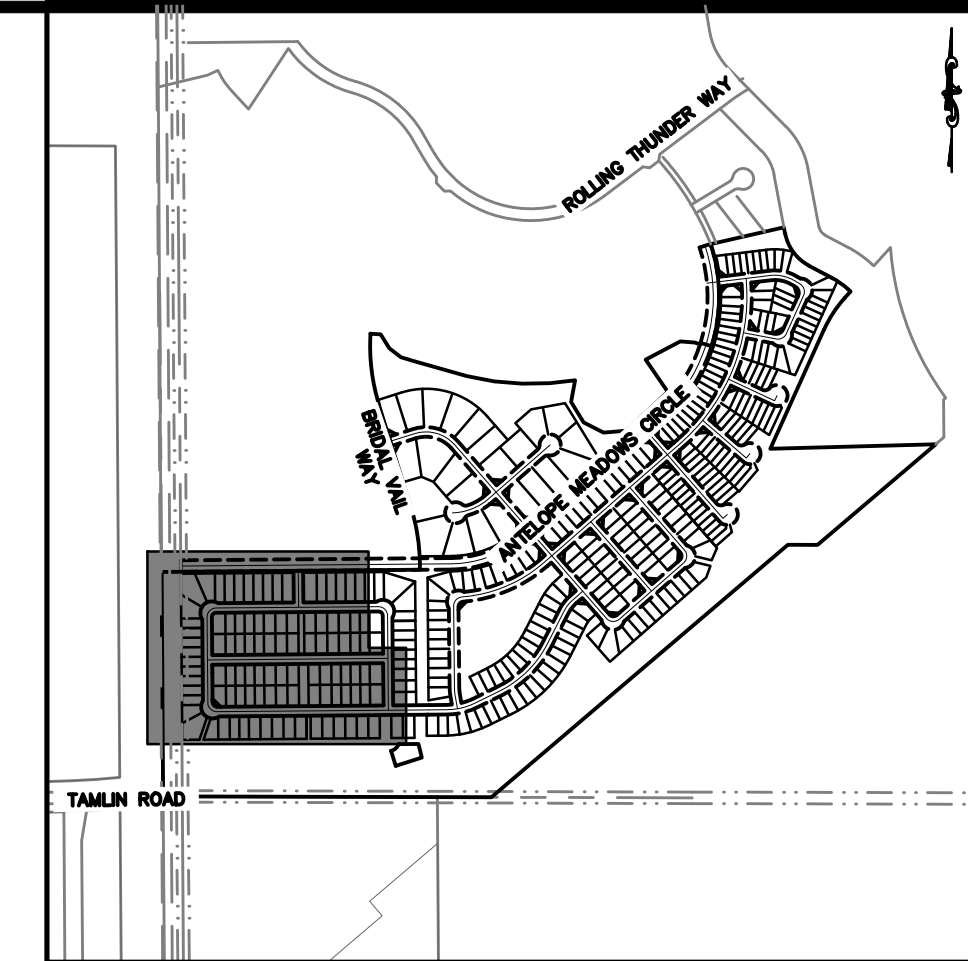 ROLLING THUNDER WAY
BRIDAL VAIL
WAY
ANTELOPE MEADOWS CIRCLE
TAMLIN ROAD